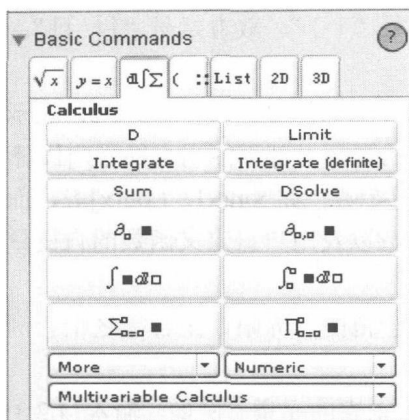 Basic Commands ?
√x y=x d∫∑ ( :: List 2D 3D
Calculus
D Limit
Integrate Integrate (definite)
Sum DSolve
∂□ ■ ∂□,□ ■
∫■d□ ∫□□ ■d□
∑□□=□ ■ ∏□□=□ ■
More Numeric
Multivariable Calculus